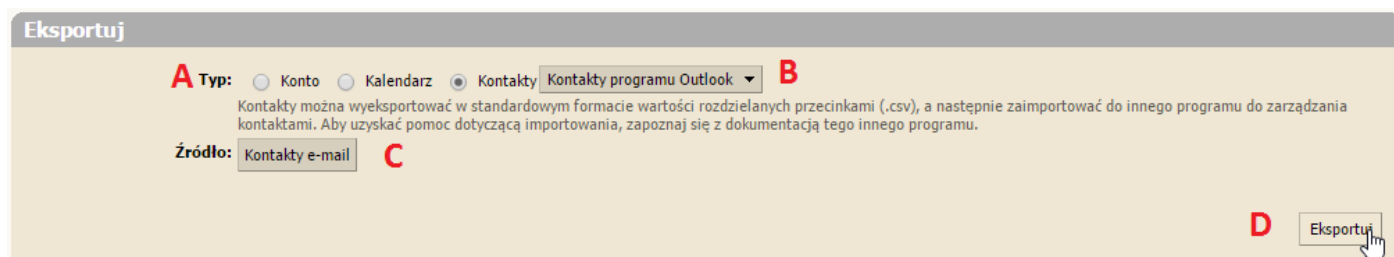 Eksportuj
A Typ: Konto Kalendarz Kontakty Kontakty programu Outlook B
Kontakty można wyeksportować w standardowym formacie wartości rozdzielanych przecinkami (.csv), a następnie zaimportować do innego programu do zarządzania
kontaktami. Aby uzyskać pomoc dotyczącą importowania, zapoznaj się z dokumentacją tego innego programu.
Źródło: Kontakty e-mail C
D Eksportuj